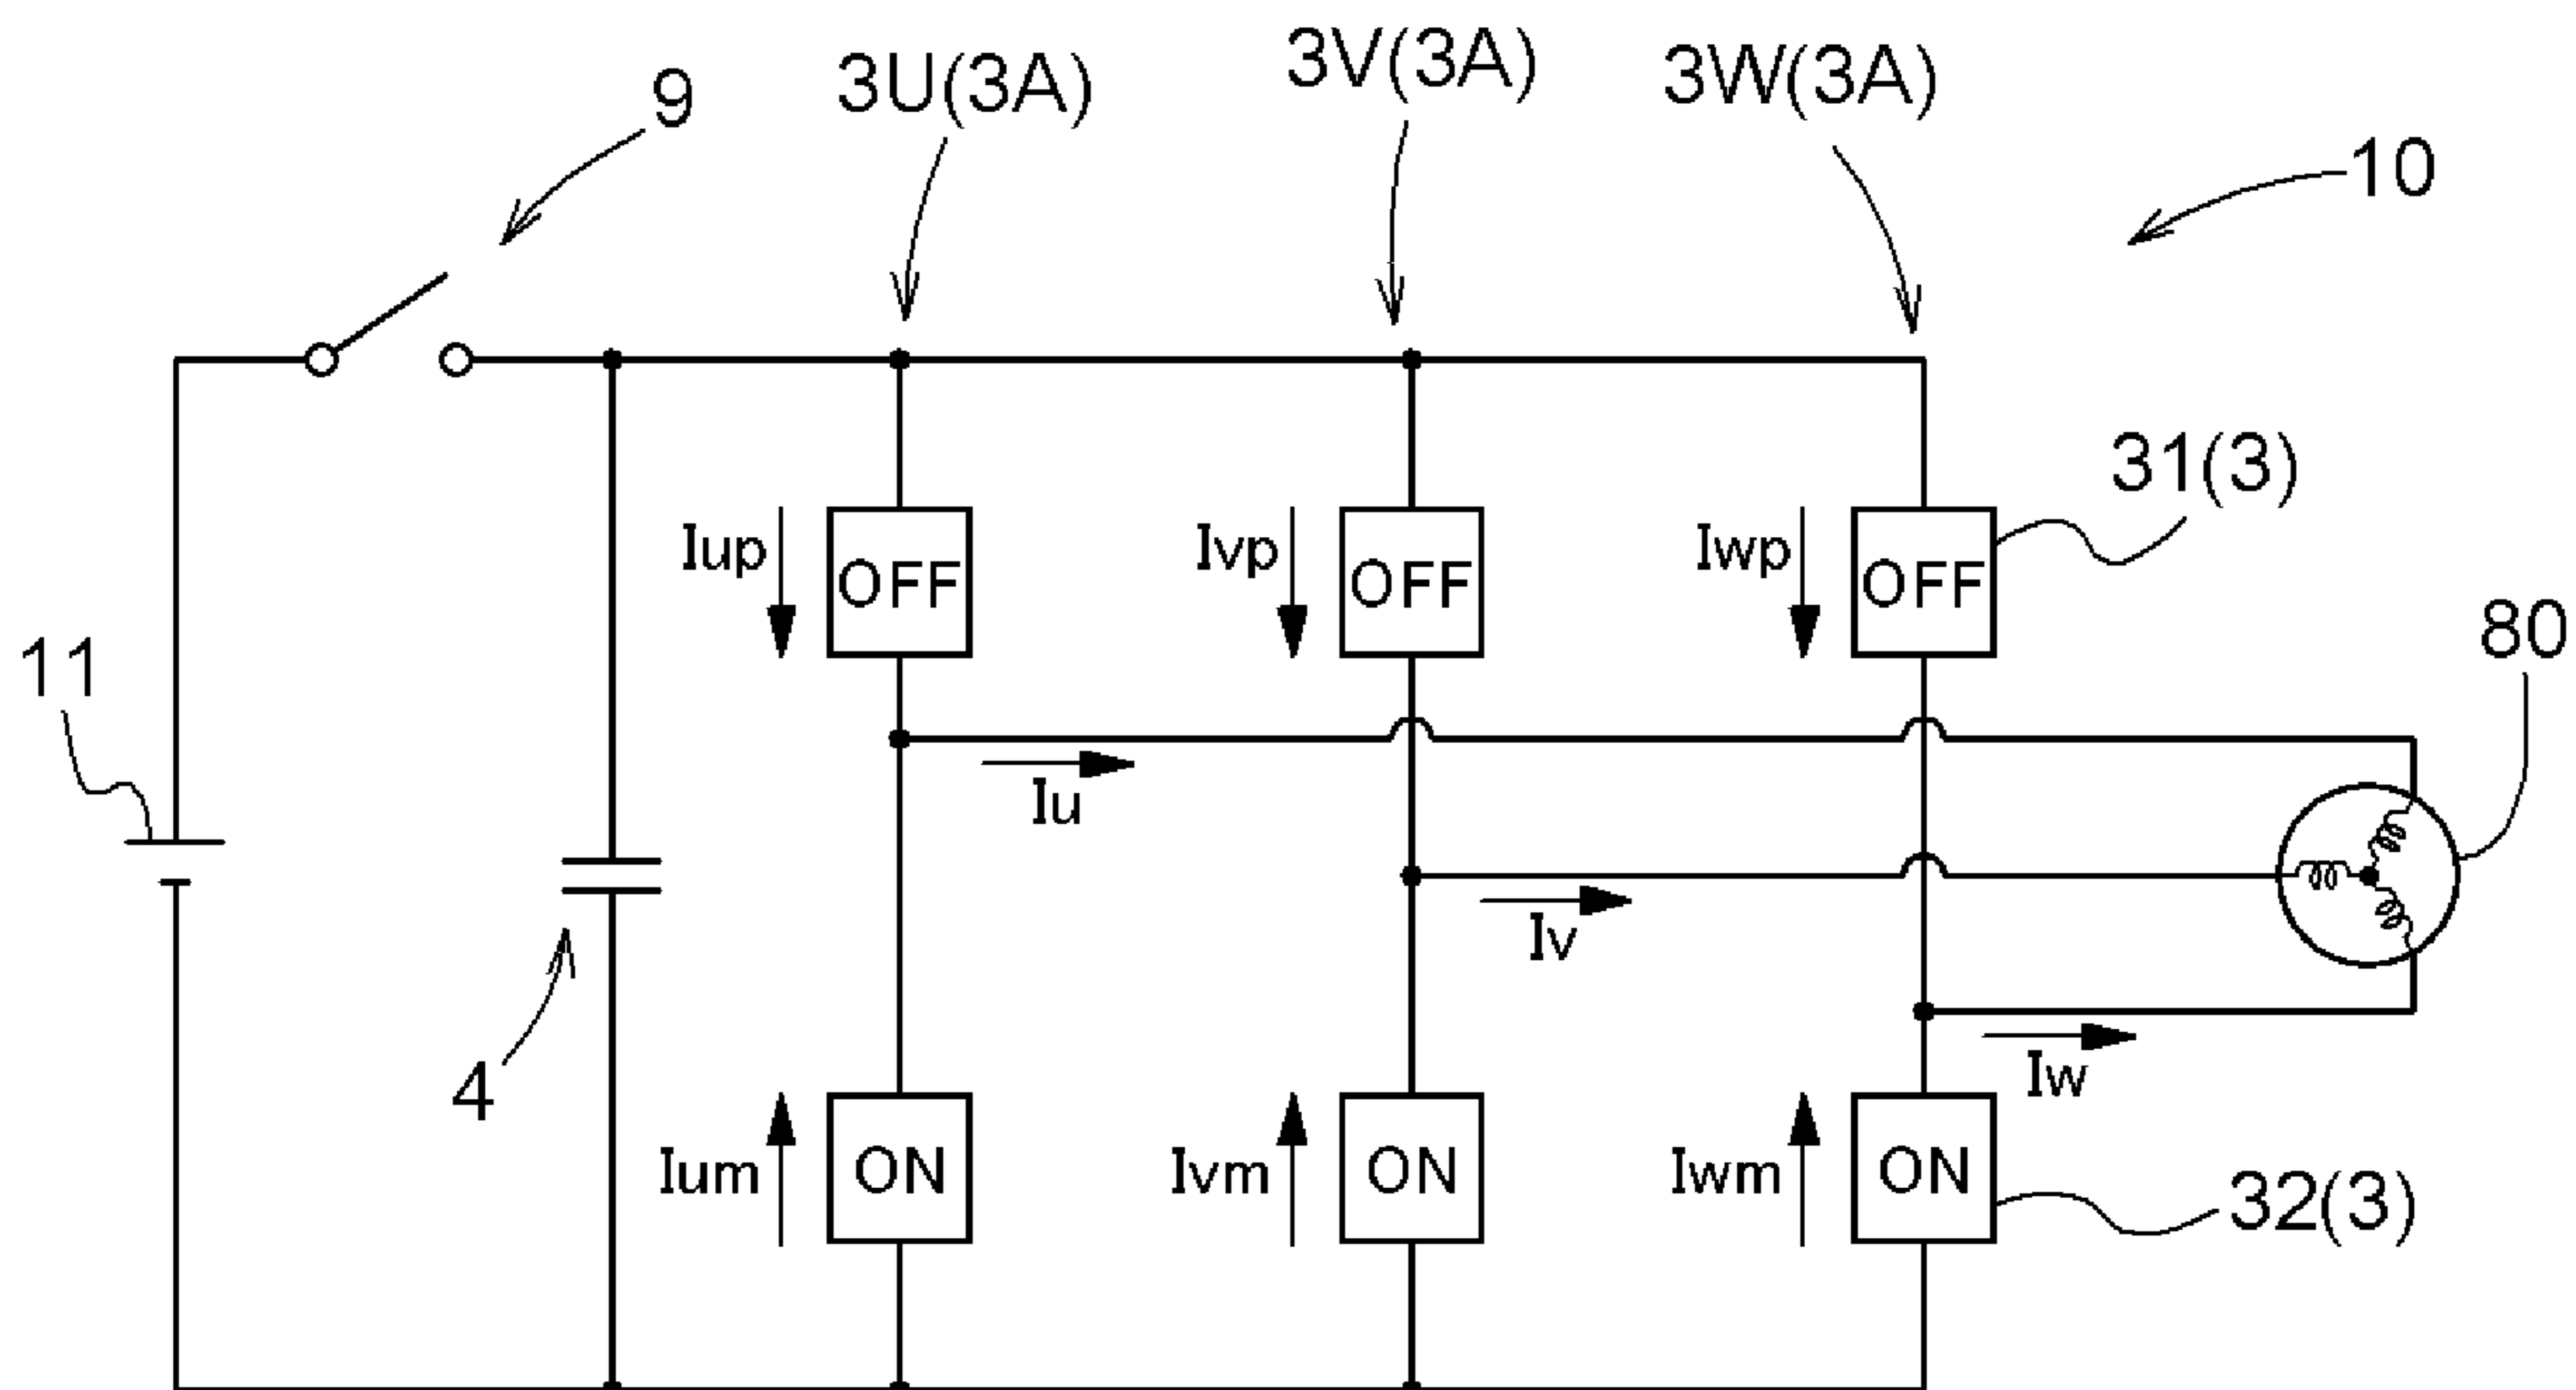 9
3U(3A)
3V(3A)
3W(3A)
10
31(3)
Iup
OFF
Ivp
OFF
Iwp
OFF
11
80
Iu
Iv
4
Iw
Ium
ON
Ivm
ON
Iwm
ON
32(3)